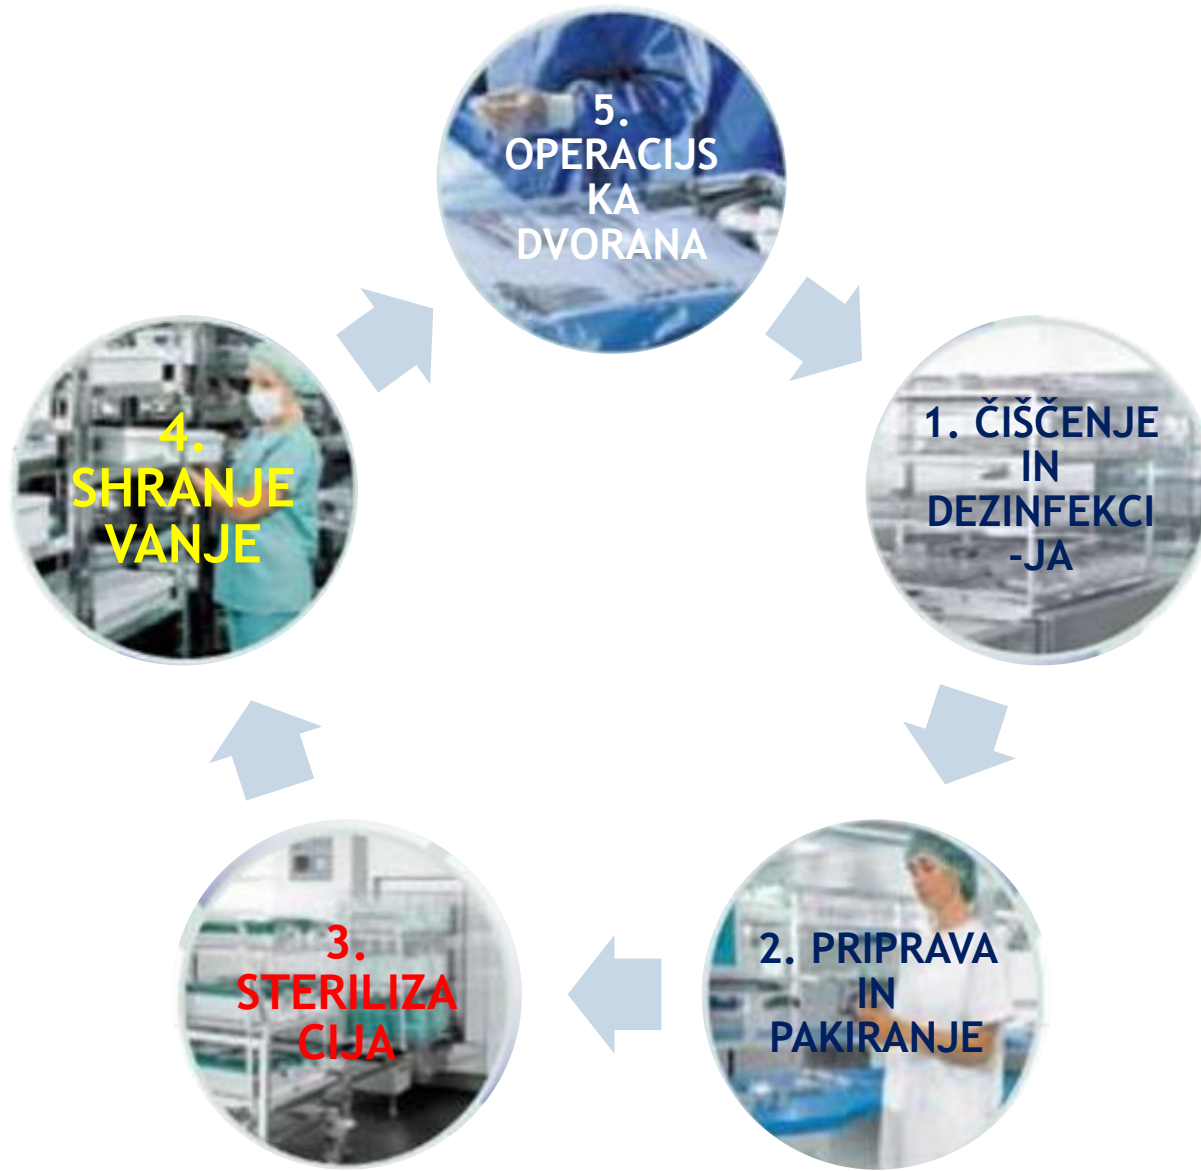 5.
OPERACIJS
KA
DVORANA
1. ČIŠČENJE
IN
DEZINFEKCI
-JA
2. PRIPRAVA
IN
PAKIRANJE
3.
STERILIZA
CIJA
4.
SHRANJE
VANJE